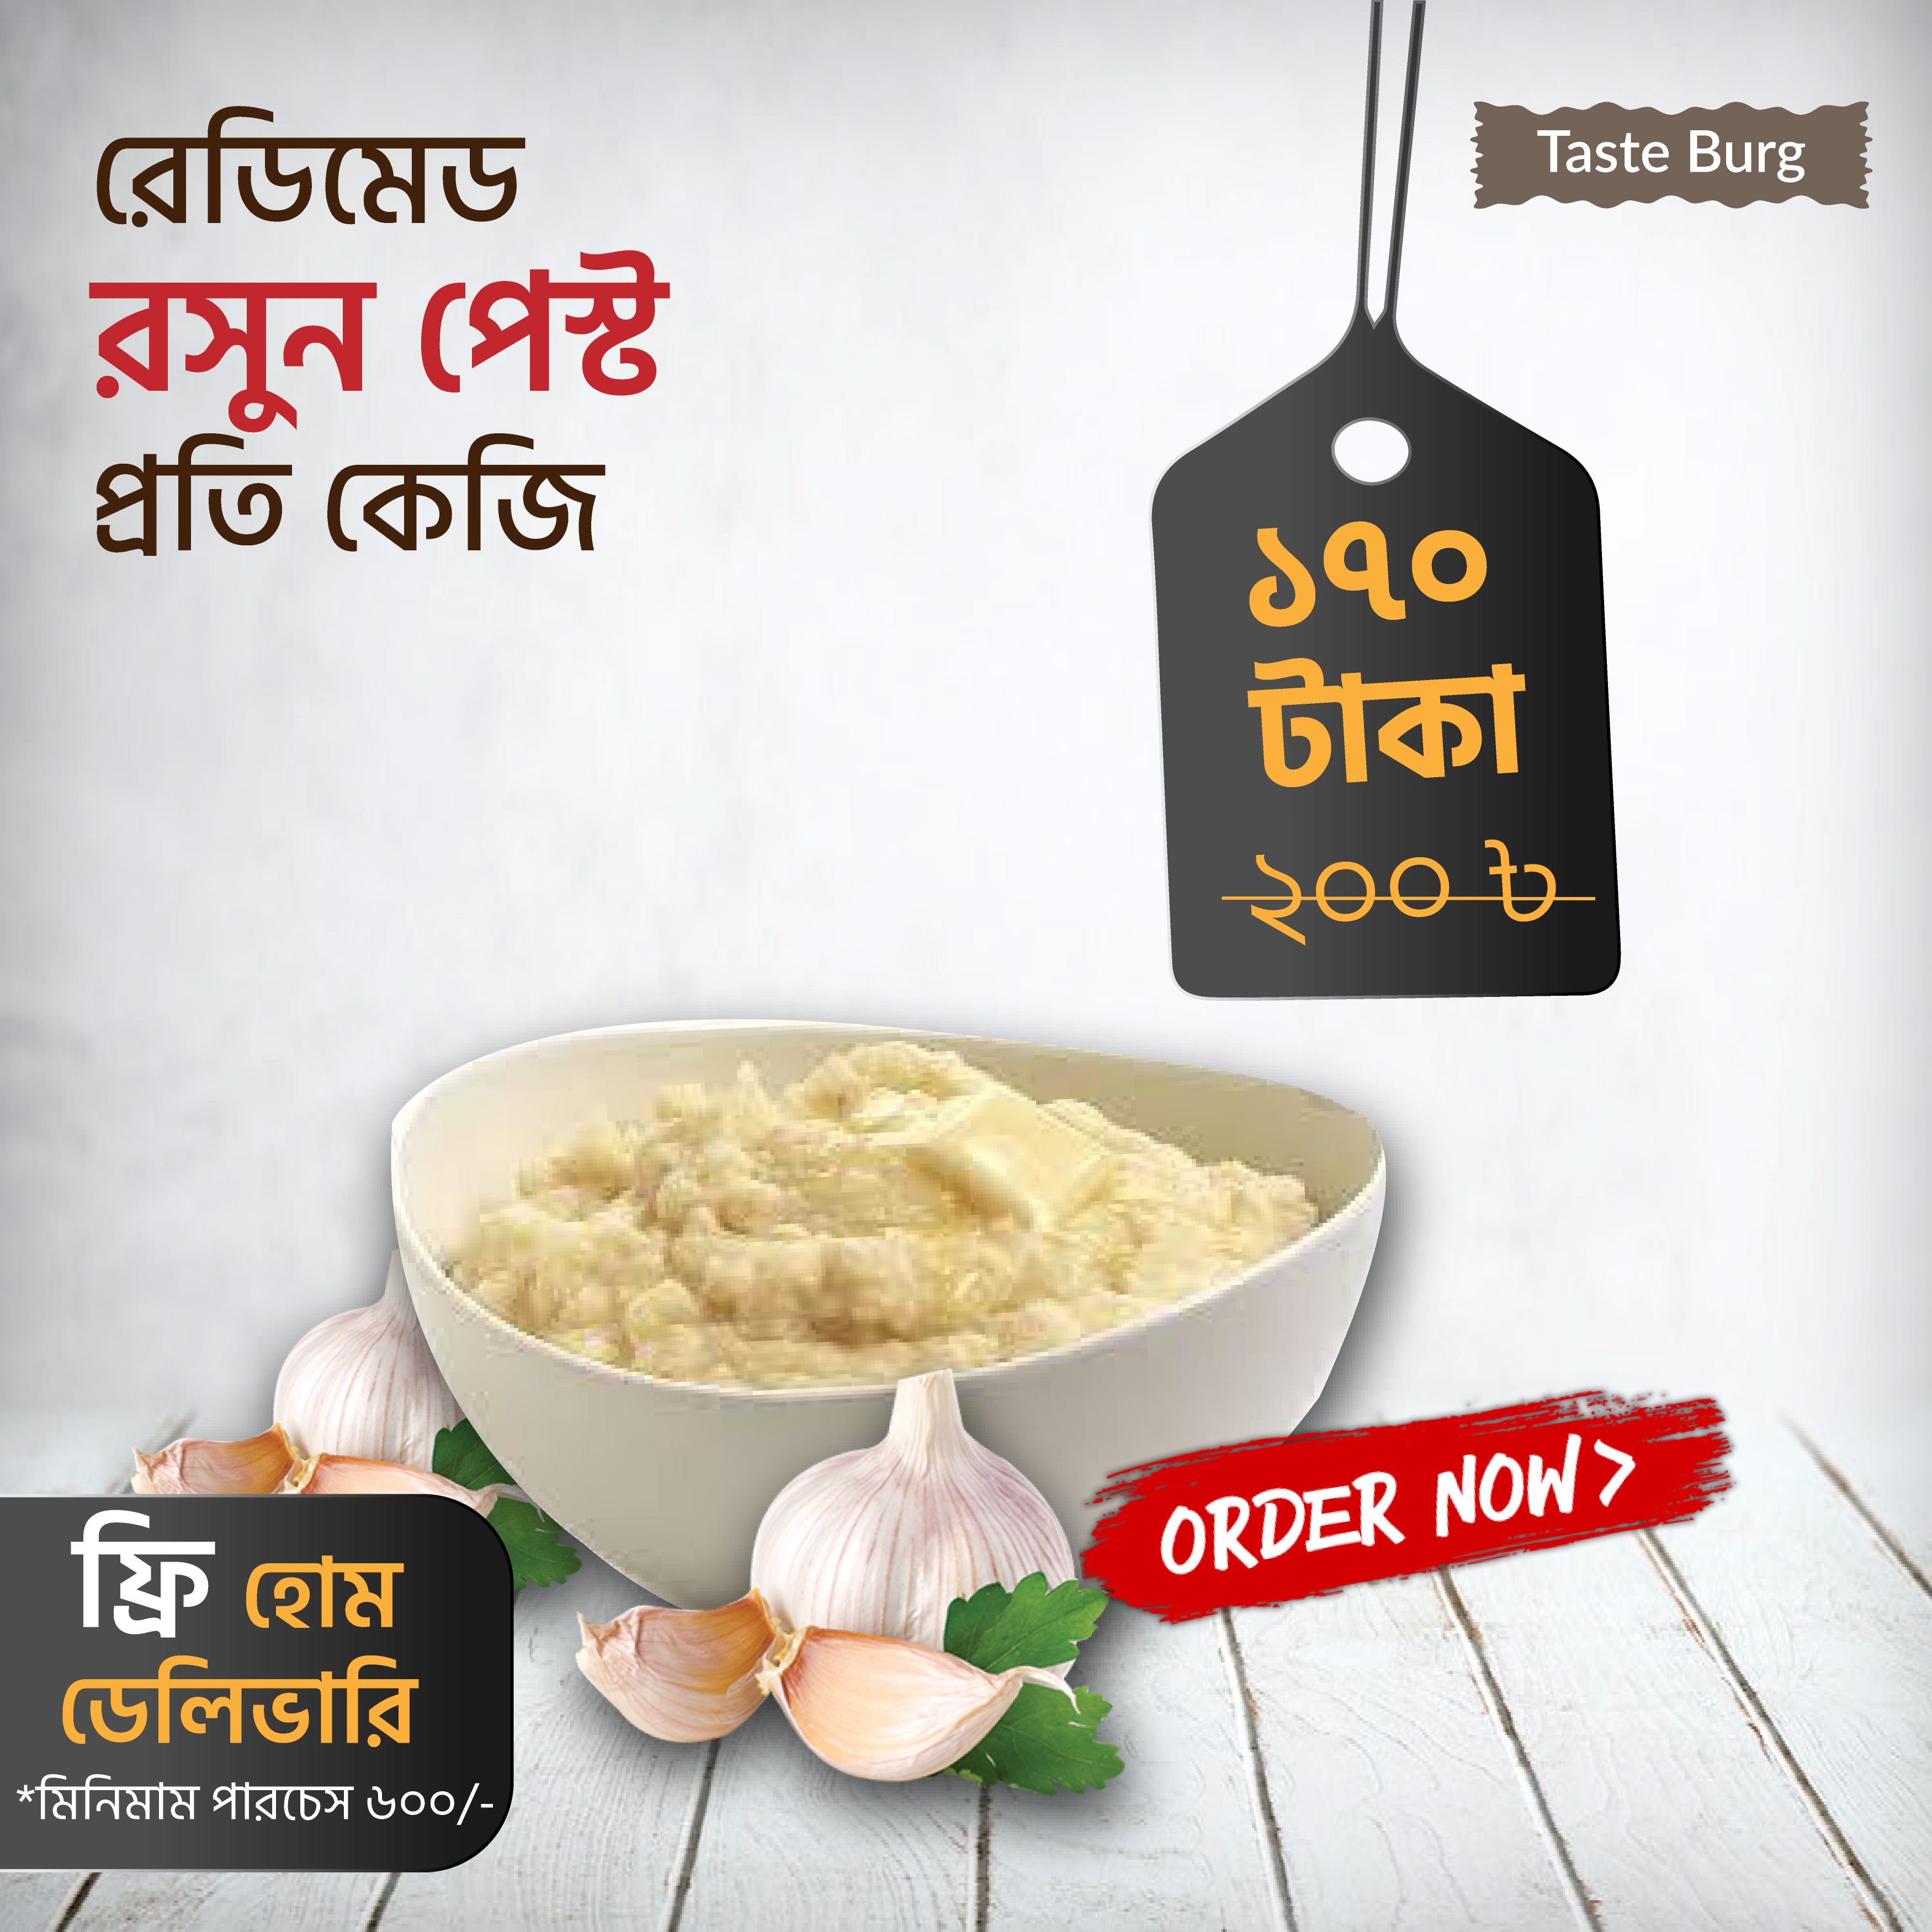 রেডিমেড
রসুন পেস্ট
প্রতি কেজি
Taste Burg
১৭০
টাকা
২০০ ৳
ORDER NOW >
ফ্রি হোম
ডেলিভারি
*মিনিমাম পারচেস ৬০০/-